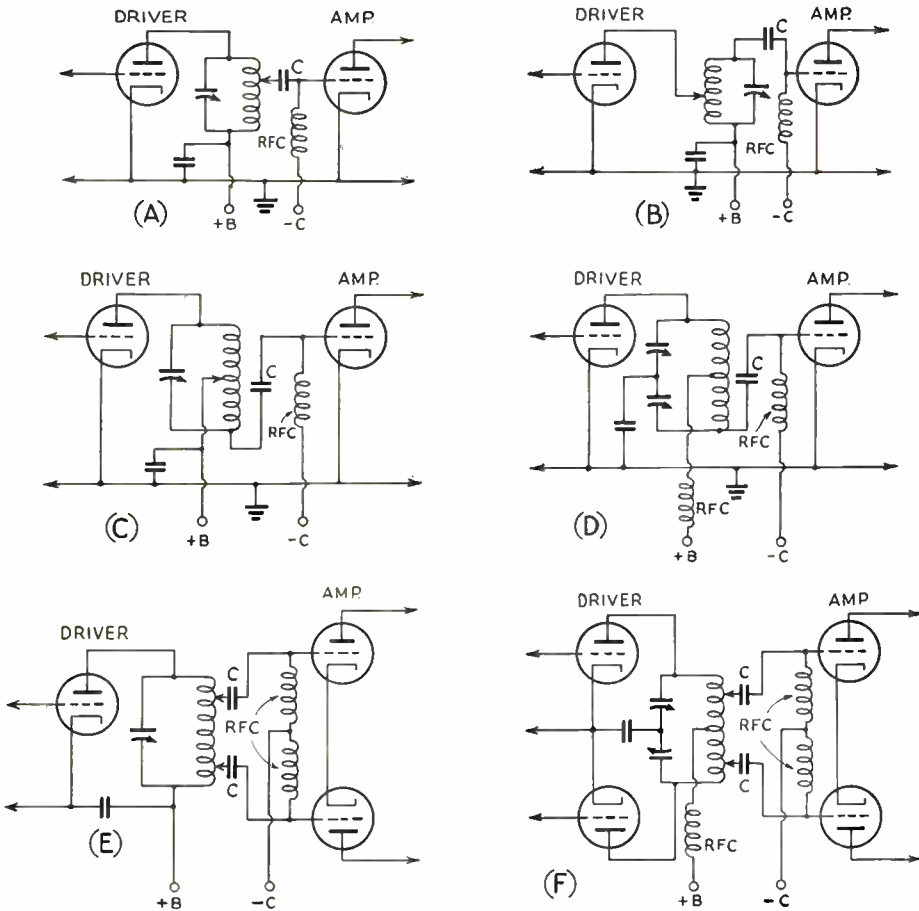 DRIVER
AMP.
C
RFC
+B
-C
(A)
DRIVER
AMP.
C
RFC
+B
-C
(B)
DRIVER
AMP.
C
RFC
+B
-C
(C)
DRIVER
AMP.
C
RFC
RFC
+B
-C
(D)
DRIVER
AMP.
C
RFC
C
+B
-C
(E)
DRIVER
AMP.
C
RFC
C
RFC
+B
-C
(F)